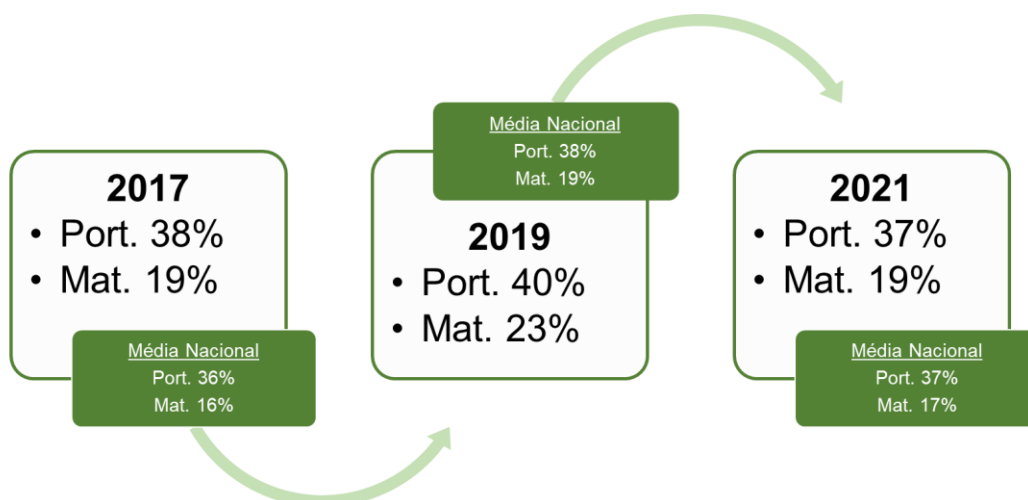 2017
• Port. 38%
• Mat. 19%
Média Nacional
Port. 36%
Mat. 16%
Média Nacional
Port. 38%
Mat. 19%
2019
• Port. 40%
• Mat. 23%
2021
• Port. 37%
• Mat. 19%
Média Nacional
Port. 37%
Mat. 17%